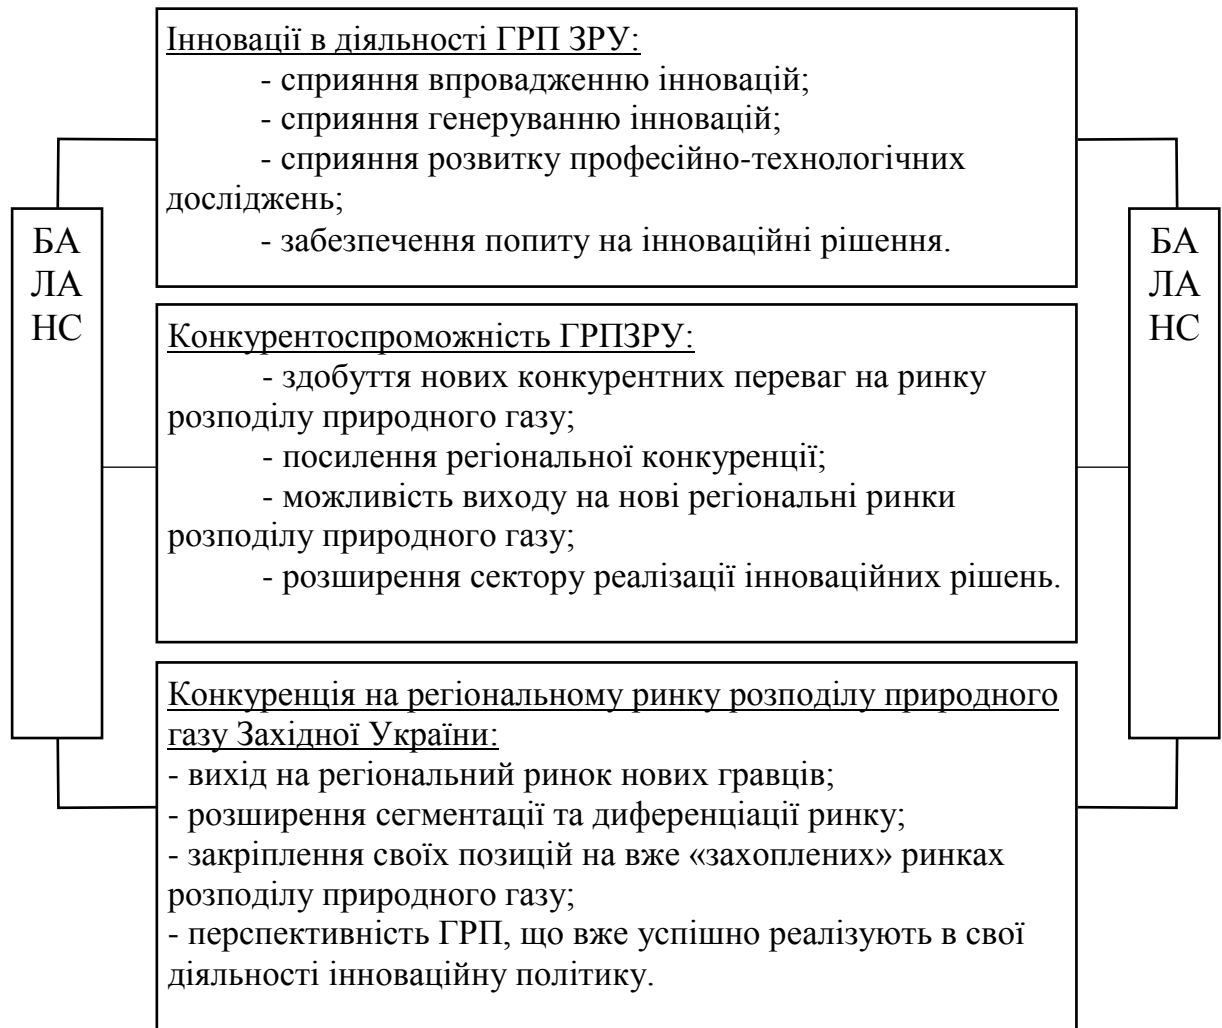 Інновації в діяльності ГРП ЗРУ:
- сприяння впровадженню інновацій;
- сприяння генеруванню інновацій;
- сприяння розвитку професійно-технологічних
досліджень;
- забезпечення попиту на інноваційні рішення.
БА
ЛА
НС
Конкурентоспроможність ГРПЗРУ:
- здобуття нових конкурентних переваг на ринку
розподілу природного газу;
- посилення регіональної конкуренції;
- можливість виходу на нові регіональні ринки
розподілу природного газу;
- розширення сектору реалізації інноваційних рішень.
БА
ЛА
НС
Конкуренція на регіональному ринку розподілу природного
газу Західної України:
- вихід на регіональний ринок нових гравців;
- розширення сегментації та диференціації ринку;
- закріплення своїх позицій на вже «захоплених» ринках
розподілу природного газу;
- перспективність ГРП, що вже успішно реалізують в свої
діяльності інноваційну політику.